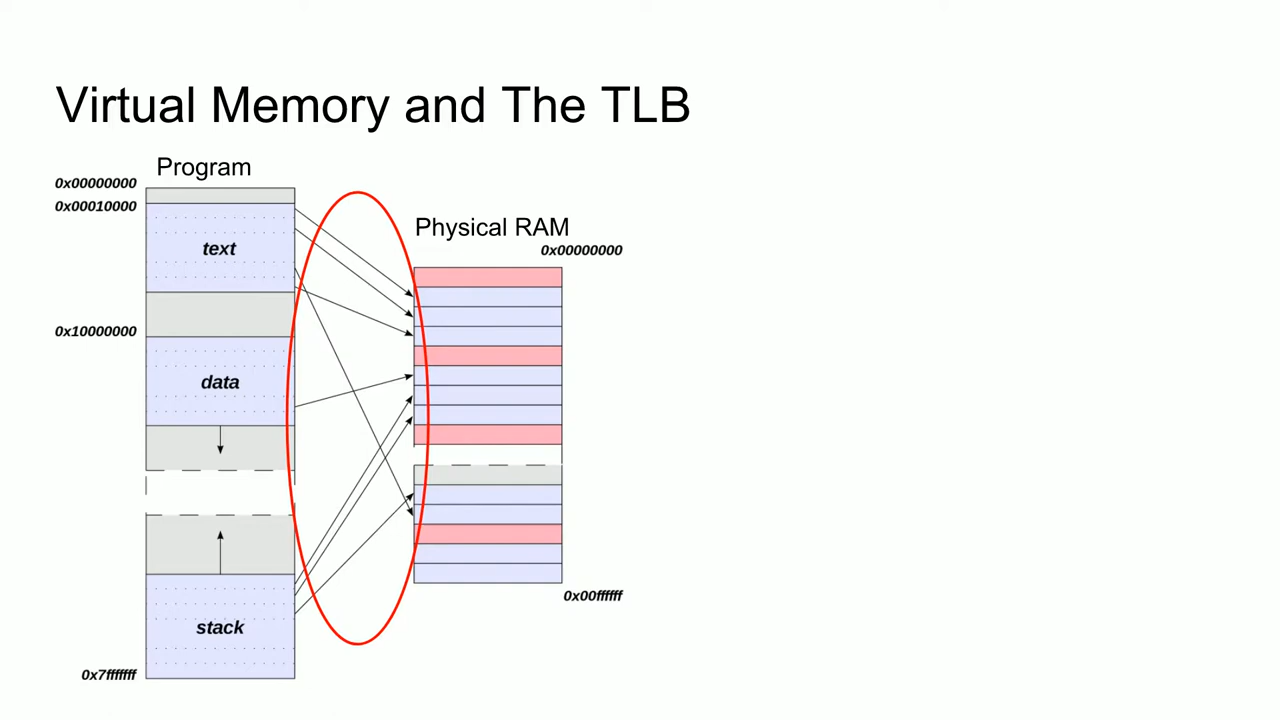 Virtual Memory and The TLB
Program
0x00000000
0x00010000
text
0x10000000
data
stack
0x7fffffff
Physical RAM
0x00000000
0x00ffffff